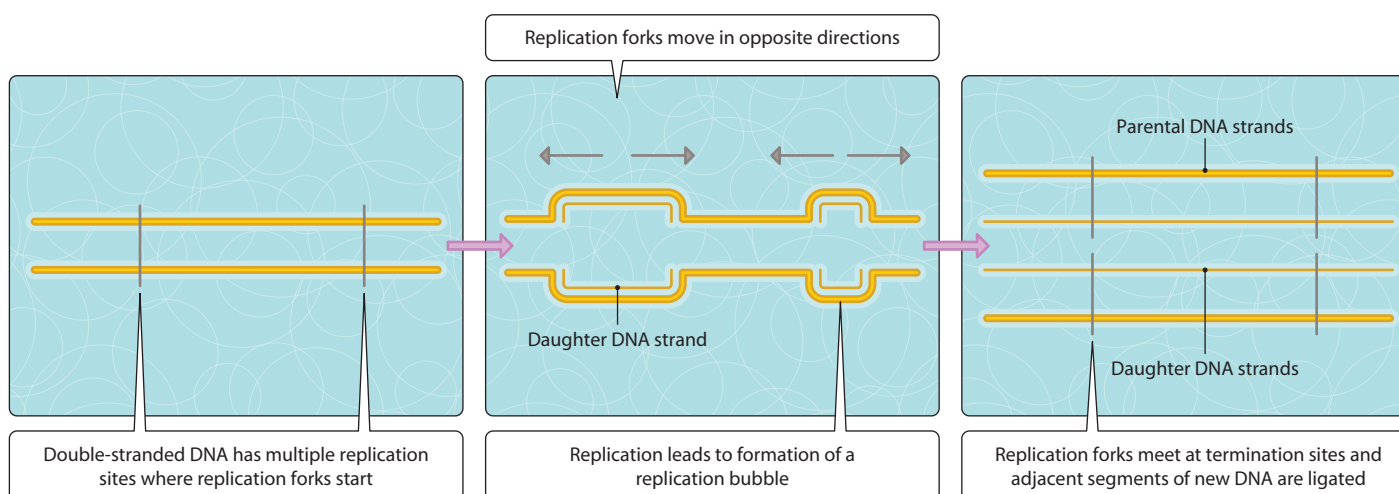 Replication forks move in opposite directions
Parental DNA strands
Daughter DNA strand
Daughter DNA strands
Double-stranded DNA has multiple replication
sites where replication forks start
Replication leads to formation of a
replication bubble
Replication forks meet at termination sites and
adjacent segments of new DNA are ligated